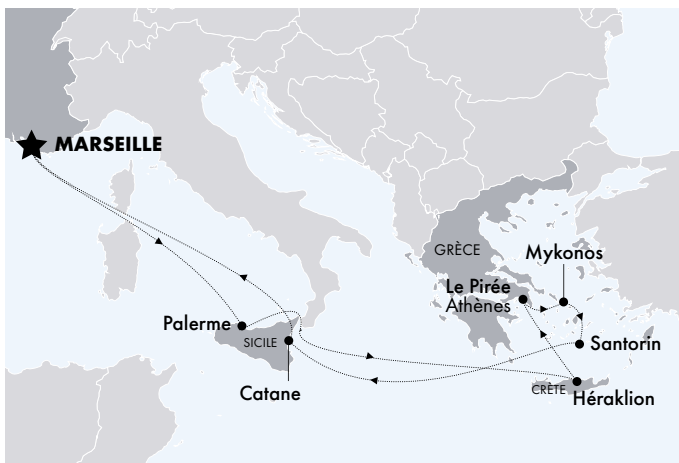 MARSEILLE
GRÈCE
Mykonos
Le Pirée
Athènes
Palerme
SICILE
Santorin
Catane
CRÈTE
Héraklion